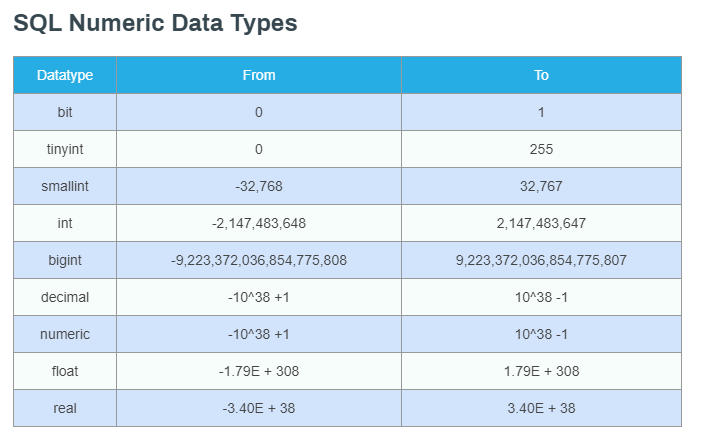 SQL Numeric Data Types
Datatype From To
bit 0 1
tinyint 0 255
smallint -32,768 32,767
int -2,147,483,648 2,147,483,647
bigint -9,223,372,036,854,775,808 9,223,372,036,854,775,807
decimal -10^38 +1 10^38 -1
numeric -10^38 +1 10^38 -1
float -1.79E + 308 1.79E + 308
real -3.40E + 38 3.40E + 38